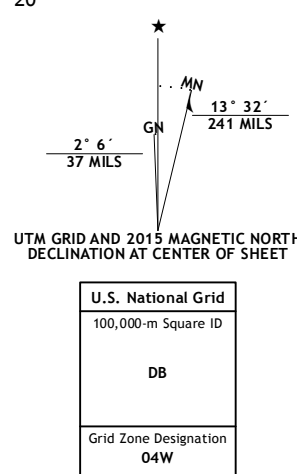 20
★
MN
GN
13° 32´
241 MILS
2° 6´
37 MILS
UTM GRID AND 2015 MAGNETIC NORTH
DECLINATION AT CENTER OF SHEET
U.S. National Grid
100,000-m Square ID
DB
Grid Zone Designation
04W